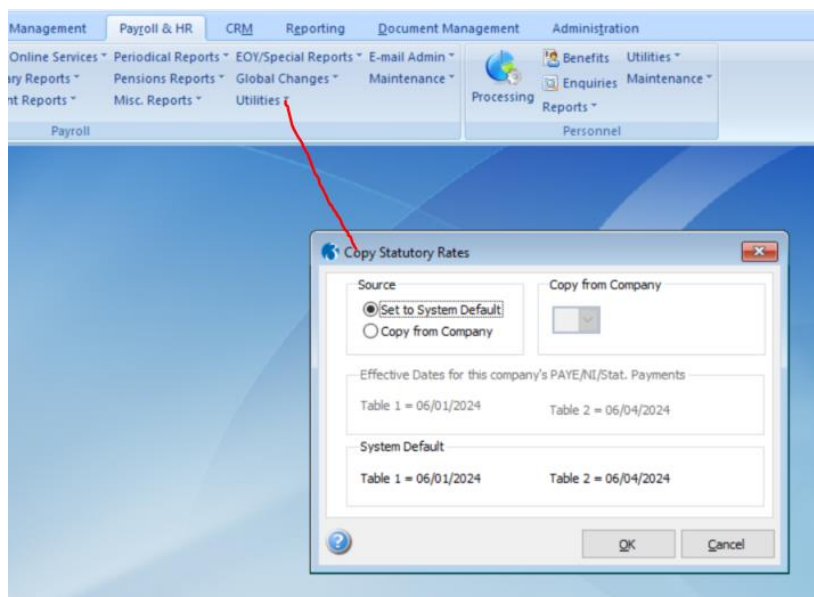 Management Payroll & HR CRM Reporting Document Management Administration
Online Services Periodical Reports EOY/Special Reports E-mail Admin Benefits Utilities
ry Reports Pensions Reports Global Changes Maintenance Processing Enquiries Maintenance
nt Reports Misc. Reports Utilities Reports
Payroll Personnel
Copy Statutory Rates
Source Copy from Company
Set to System Default
Copy from Company
Effective Dates for this company's PAYE/NI/Stat. Payments
Table 1 = 06/01/2024 Table 2 = 06/04/2024
System Default
Table 1 = 06/01/2024 Table 2 = 06/04/2024
OK Cancel